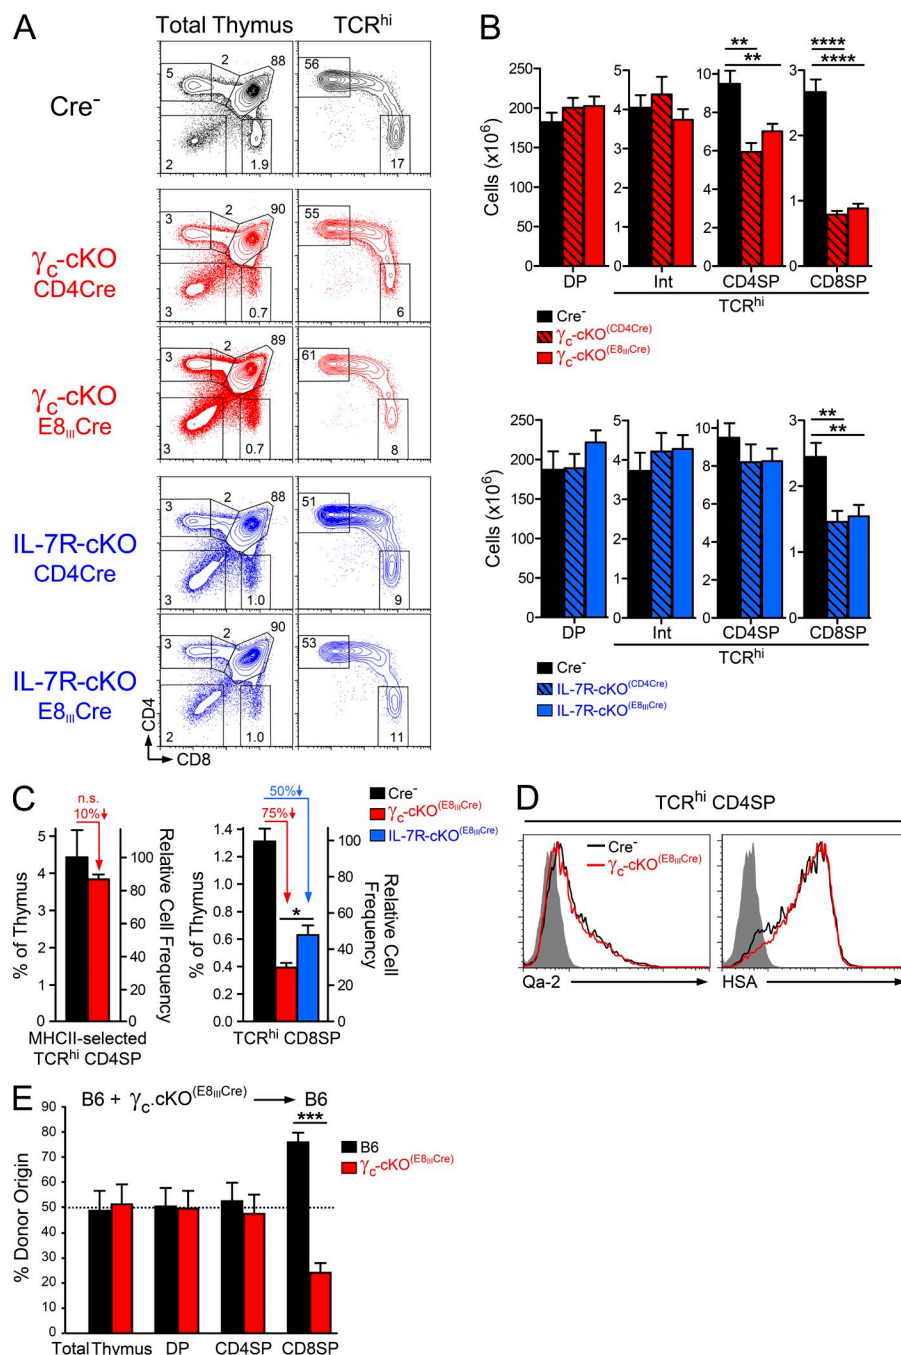 A
Total Thymus
TCRhi
Cre-
5
2
88
2
1.9
56
17
γc-cKO
CD4Cre
3
2
90
3
0.7
55
6
γc-cKO
E8IIICre
3
2
89
3
0.7
61
8
IL-7R-cKO
CD4Cre
3
2
88
3
1.0
51
9
IL-7R-cKO
E8IIICre
3
2
90
2
1.0
53
11
CD4
CD8
B
Cells (x10⁶)
250
200
150
100
50
0
DP
5
4
3
2
1
0
Int
10
8
6
4
2
0
**
**
CD4SP
3
2
1
0
****
****
CD8SP
TCRhi
Cre-
γc-cKO(CD4Cre)
γc-cKO(E8IIICre)
Cells (x10⁶)
250
200
150
100
50
0
DP
5
4
3
2
1
0
Int
10
8
6
4
2
0
CD4SP
3
2
1
0
**
**
CD8SP
TCRhi
Cre-
IL-7R-cKO(CD4Cre)
IL-7R-cKO(E8IIICre)
C
n.s.
10%↓
% of Thymus
5
4
3
2
1
0
100
80
60
40
20
0
Relative Cell Frequency
MHCII-selected
TCRhi CD4SP
50%↓
75%↓
% of Thymus
1.4
1.2
1.0
0.8
0.6
0.4
0.2
0.0
*
100
80
60
40
20
0
Relative Cell
Frequency
TCRhi CD8SP
Cre-
γc-cKO(E8IIICre)
IL-7R-cKO(E8IIICre)
D
TCRhi CD4SP
Cre-
γc-cKO(E8IIICre)
Qa-2
HSA
E
B6 + γc-cKO(E8IIICre) → B6
% Donor Origin
90
80
70
60
50
40
30
20
10
0
***
B6
γc-cKO(E8IIICre)
Total Thymus
DP
CD4SP
CD8SP